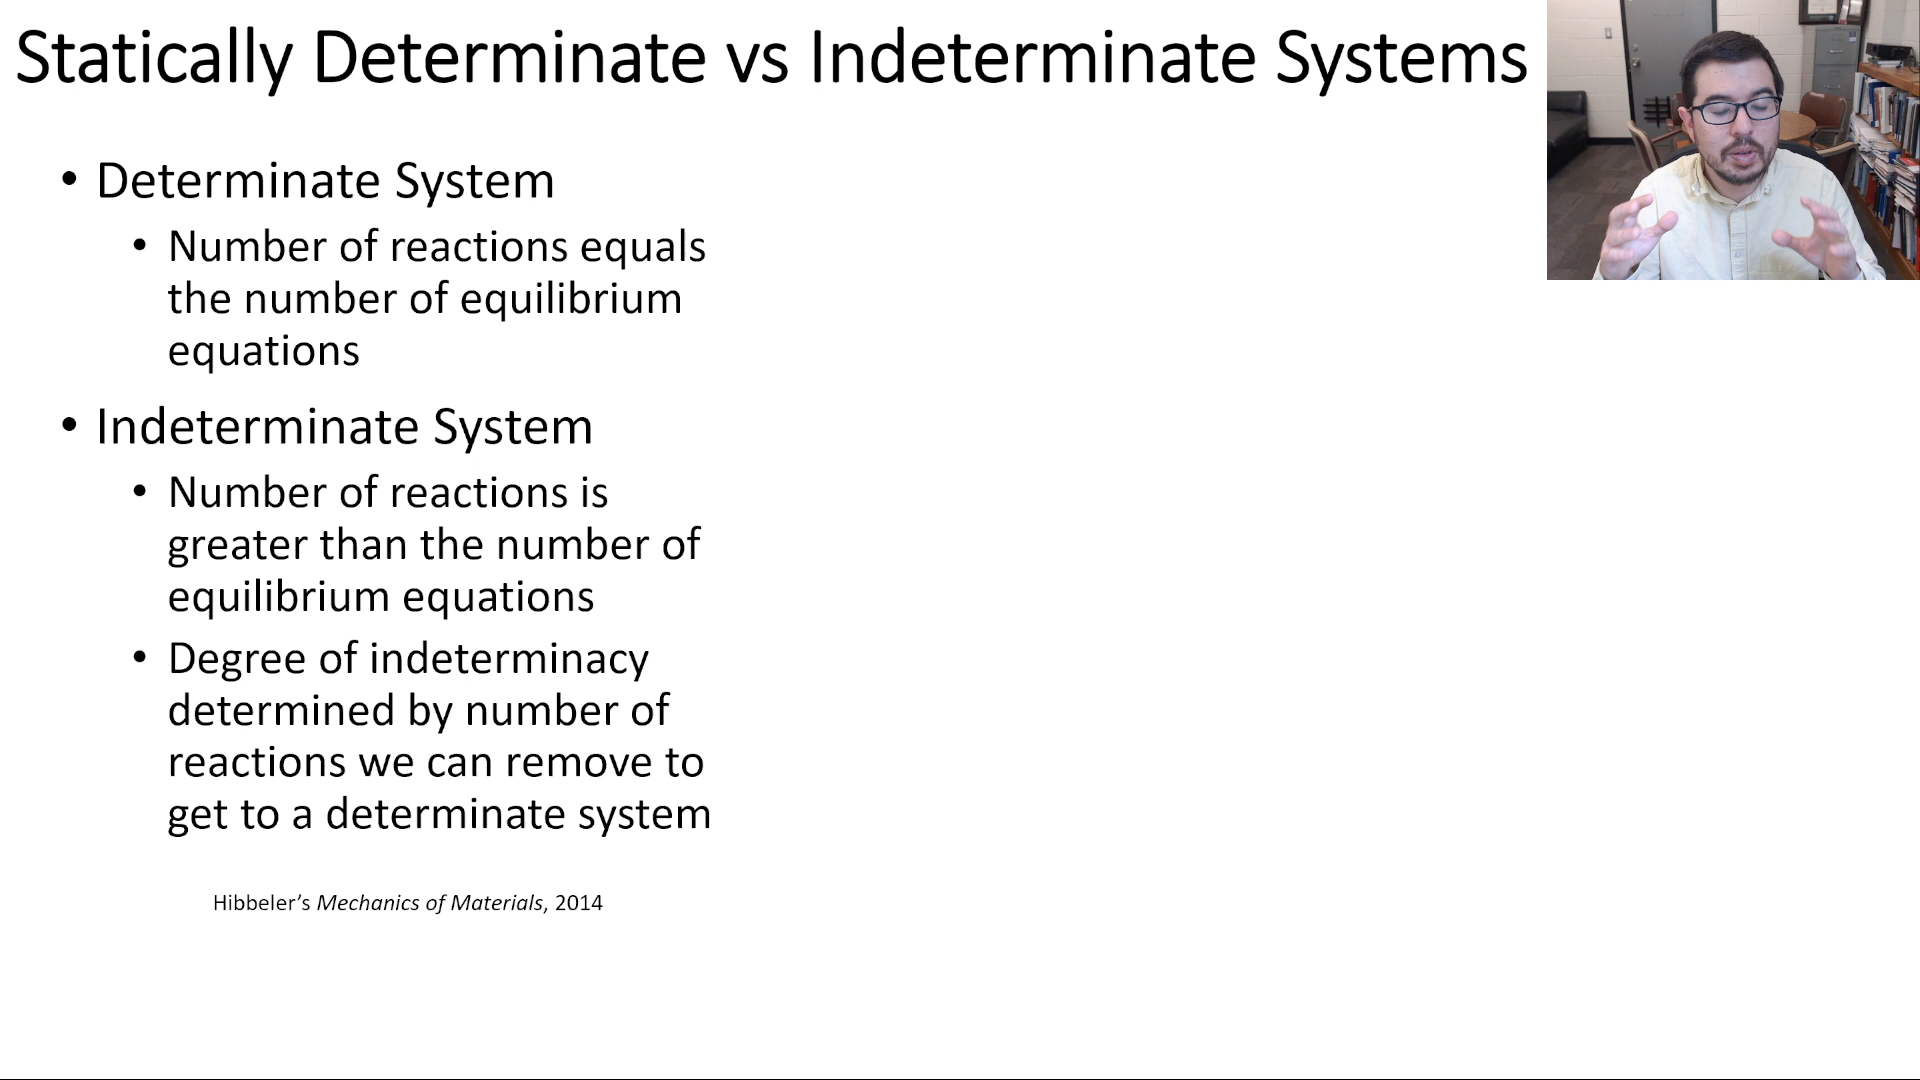 Statically Determinate vs Indeterminate Systems
• Determinate System
• Number of reactions equals
the number of equilibrium
equations
• Indeterminate System
• Number of reactions is
greater than the number of
equilibrium equations
• Degree of indeterminacy
determined by number of
reactions we can remove to
get to a determinate system
Hibbeler’s Mechanics of Materials, 2014